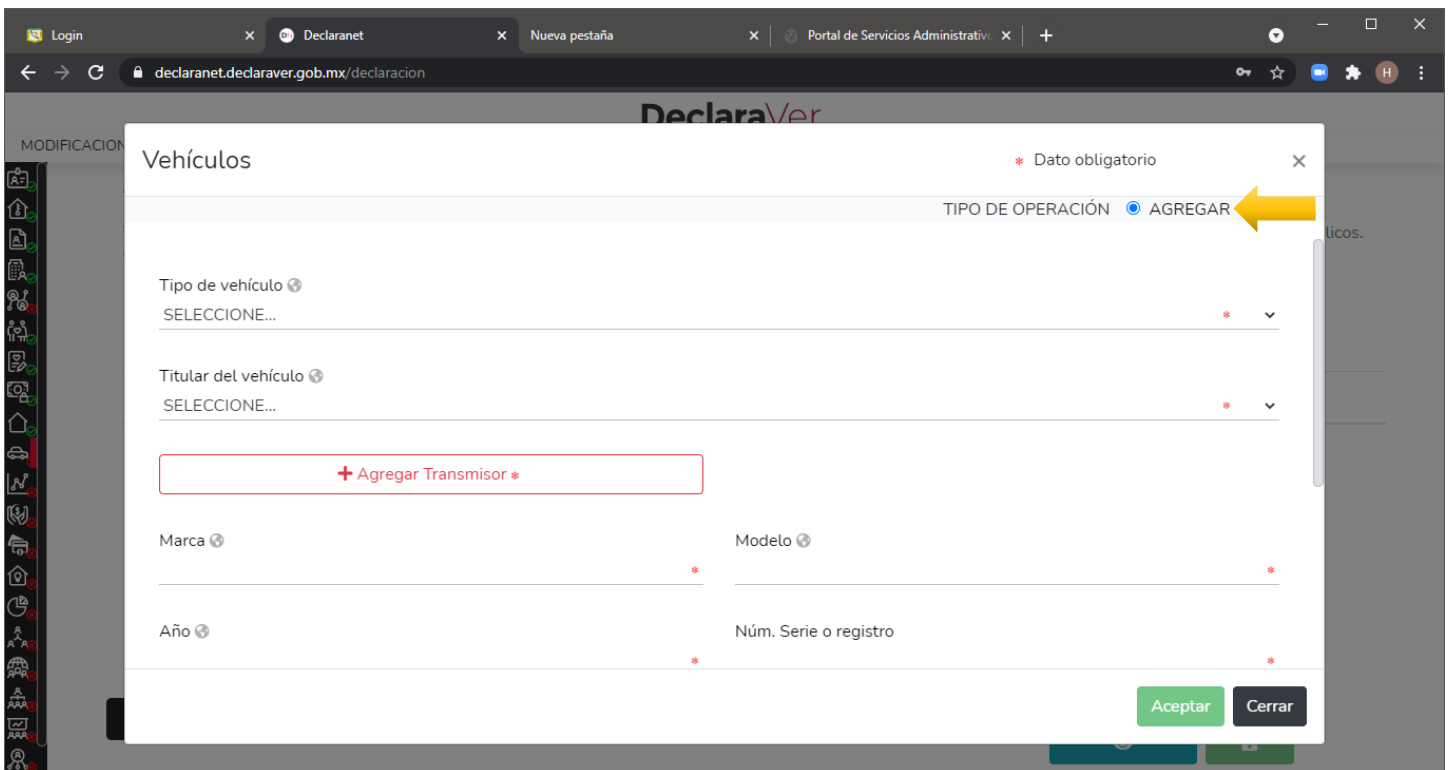 Login
Declaranet
Nueva pestaña
Portal de Servicios Administrativo
declaranet.declaraver.gob.mx/declaracion
H
DeclaraVer
MODIFICACION
Vehículos
* Dato obligatorio
TIPO DE OPERACIÓN AGREGAR
licos.
Tipo de vehículo
SELECCIONE... *
Titular del vehículo
SELECCIONE... *
+ Agregar Transmisor *
Marca Modelo
* *
Año Núm. Serie o registro
* *
Aceptar Cerrar